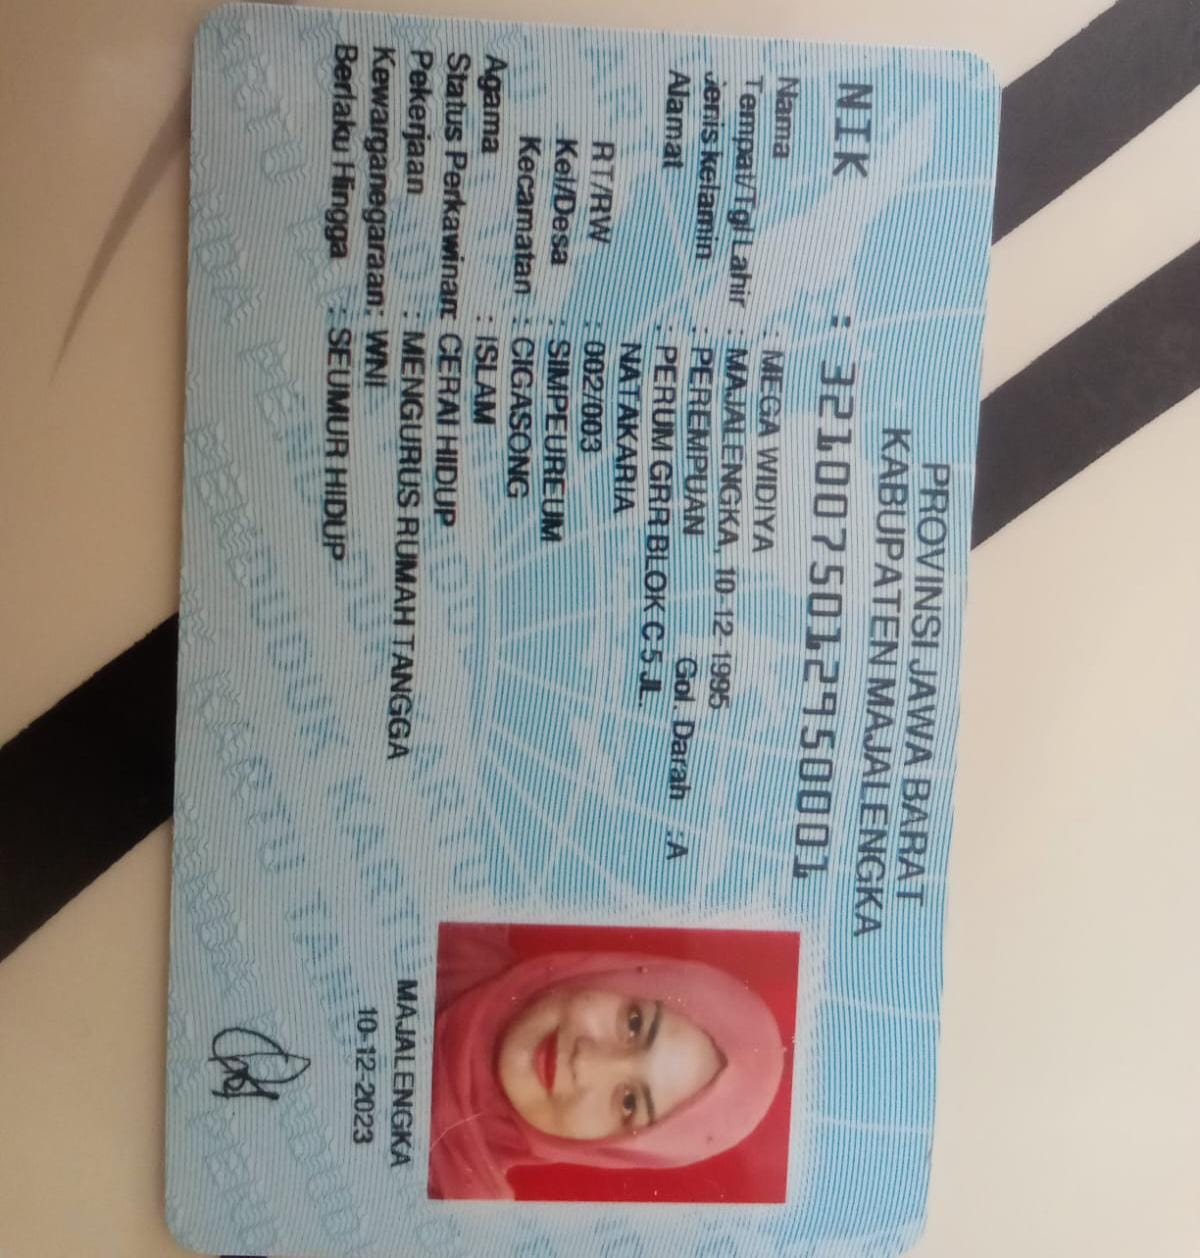 PROVINSI JAWA BARAT
KABUPATEN MAJALENGKA
NIK : 3210075012950001
Nama : MEGA WIDIYA
Tempat/Tgl Lahir : MAJALENGKA, 10-12-1995
Jenis kelamin : PEREMPUAN Gol. Darah :A
Alamat : PERUM GRR BLOK C 5 JL.
NATAKARIA
RT/RW : 002/003
Kel/Desa : SIMPEUREUM
Kecamatan : CIGASONG
Agama : ISLAM
Status Perkawinan: CERAI HIDUP
Pekerjaan : MENGURUS RUMAH TANGGA
Kewarganegaraan: WNI
Berlaku Hingga : SEUMUR HIDUP
MAJALENGKA
10-12-2023